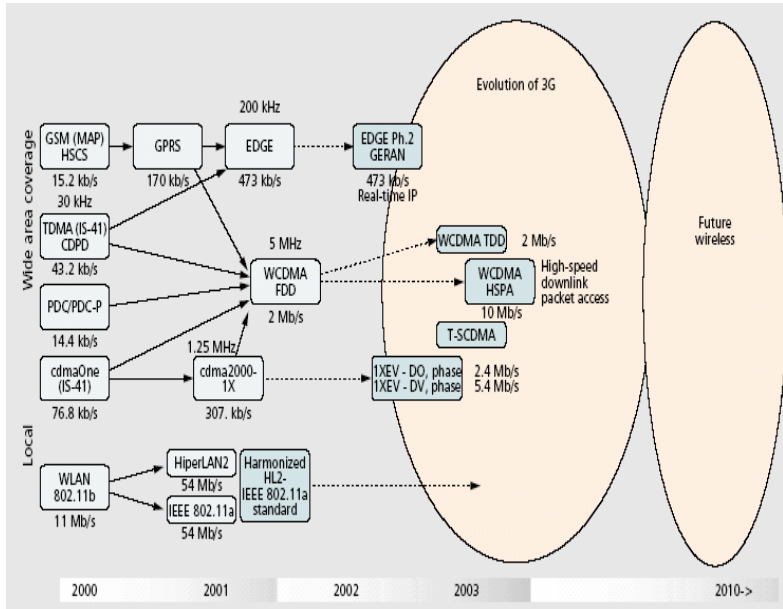 Evolution of 3G
Future
wireless
Wide area coverage
Local
200 kHz
GSM (MAP)
HSCS
15.2 kb/s
GPRS
170 kb/s
EDGE
473 kb/s
EDGE Ph.2
GERAN
473 kb/s
Real-time IP
30 kHz
TDMA (IS-41)
CDPD
43.2 kb/s
5 MHz
WCDMA
FDD
2 Mb/s
WCDMA TDD
2 Mb/s
WCDMA
HSPA
10 Mb/s
High-speed
downlink
packet access
PDC/PDC-P
14.4 kb/s
T-SCDMA
cdmaOne
(IS-41)
76.8 kb/s
1.25 MHz
cdma2000-
1X
307. kb/s
1XEV - DO, phase
1XEV - DV, phase
2.4 Mb/s
5.4 Mb/s
WLAN
802.11b
11 Mb/s
HiperLAN2
54 Mb/s
IEEE 802.11a
54 Mb/s
Harmonized
HL2-
IEEE 802.11a
standard
2000
2001
2002
2003
2010->